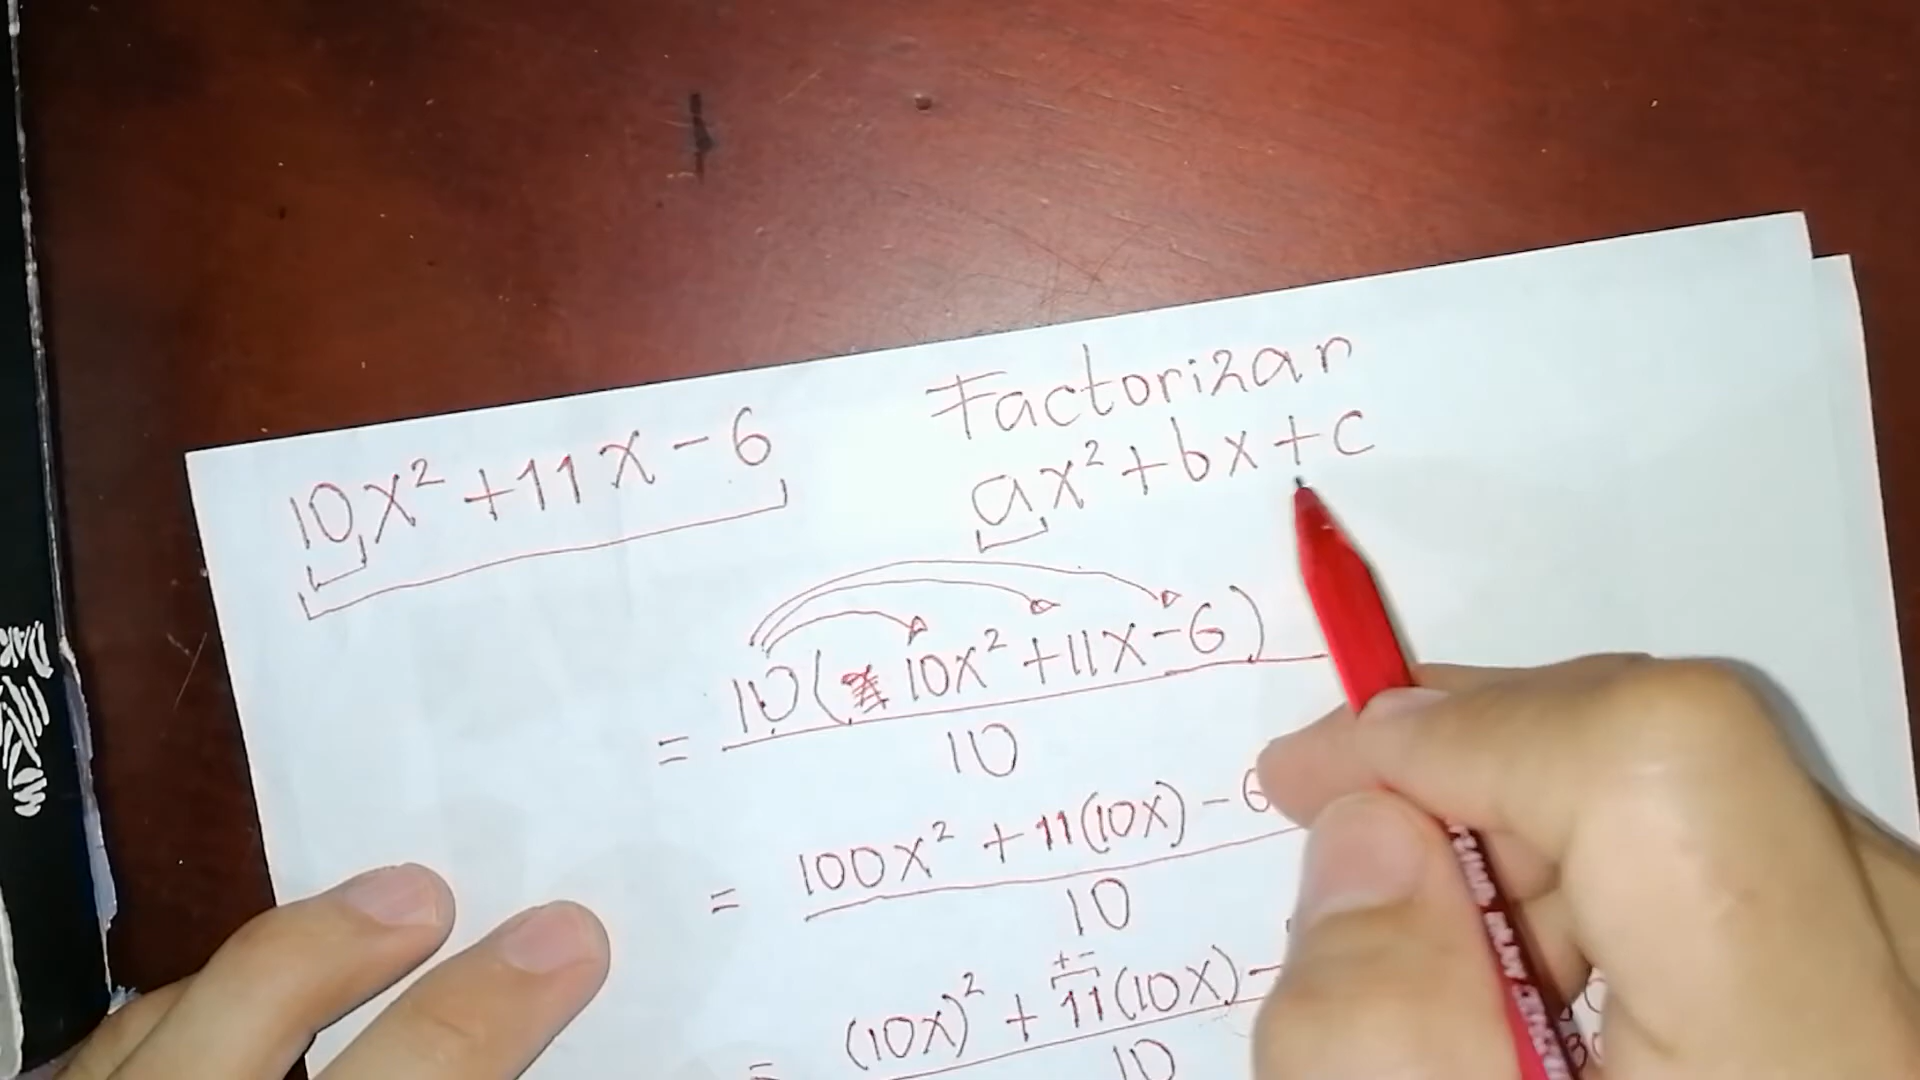 Factorizar
10x² + 11x - 6
ax² + bx + c
= 10(10x² + 11x - 6)
10
= 100x² + 11(10x) - 6
10
+ -
= (10x)² + 11(10x) -
10